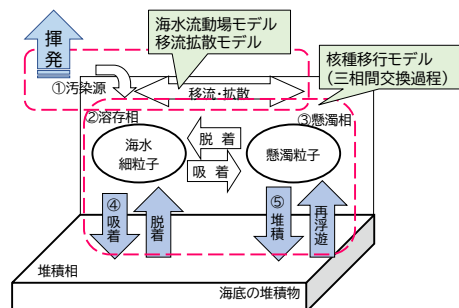 海水流動場モデル
移流拡散モデル
核種移行モデル
(三相間交換過程)
揮発
①汚染源
移流・拡散
②溶存相
③懸濁相
海水
細粒子
脱着
吸着
懸濁粒子
④吸着
脱着
⑤堆積
再浮遊
堆積相
海底の堆積物